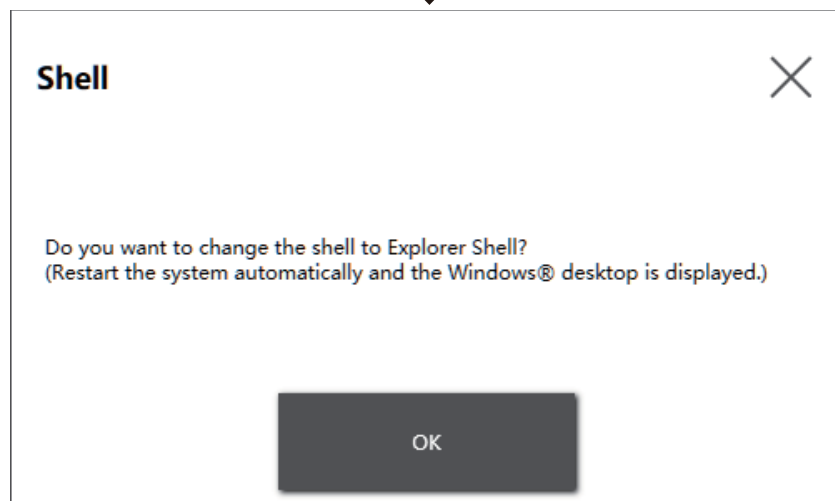 Shell
Do you want to change the shell to Explorer Shell?
(Restart the system automatically and the Windows® desktop is displayed.)
OK